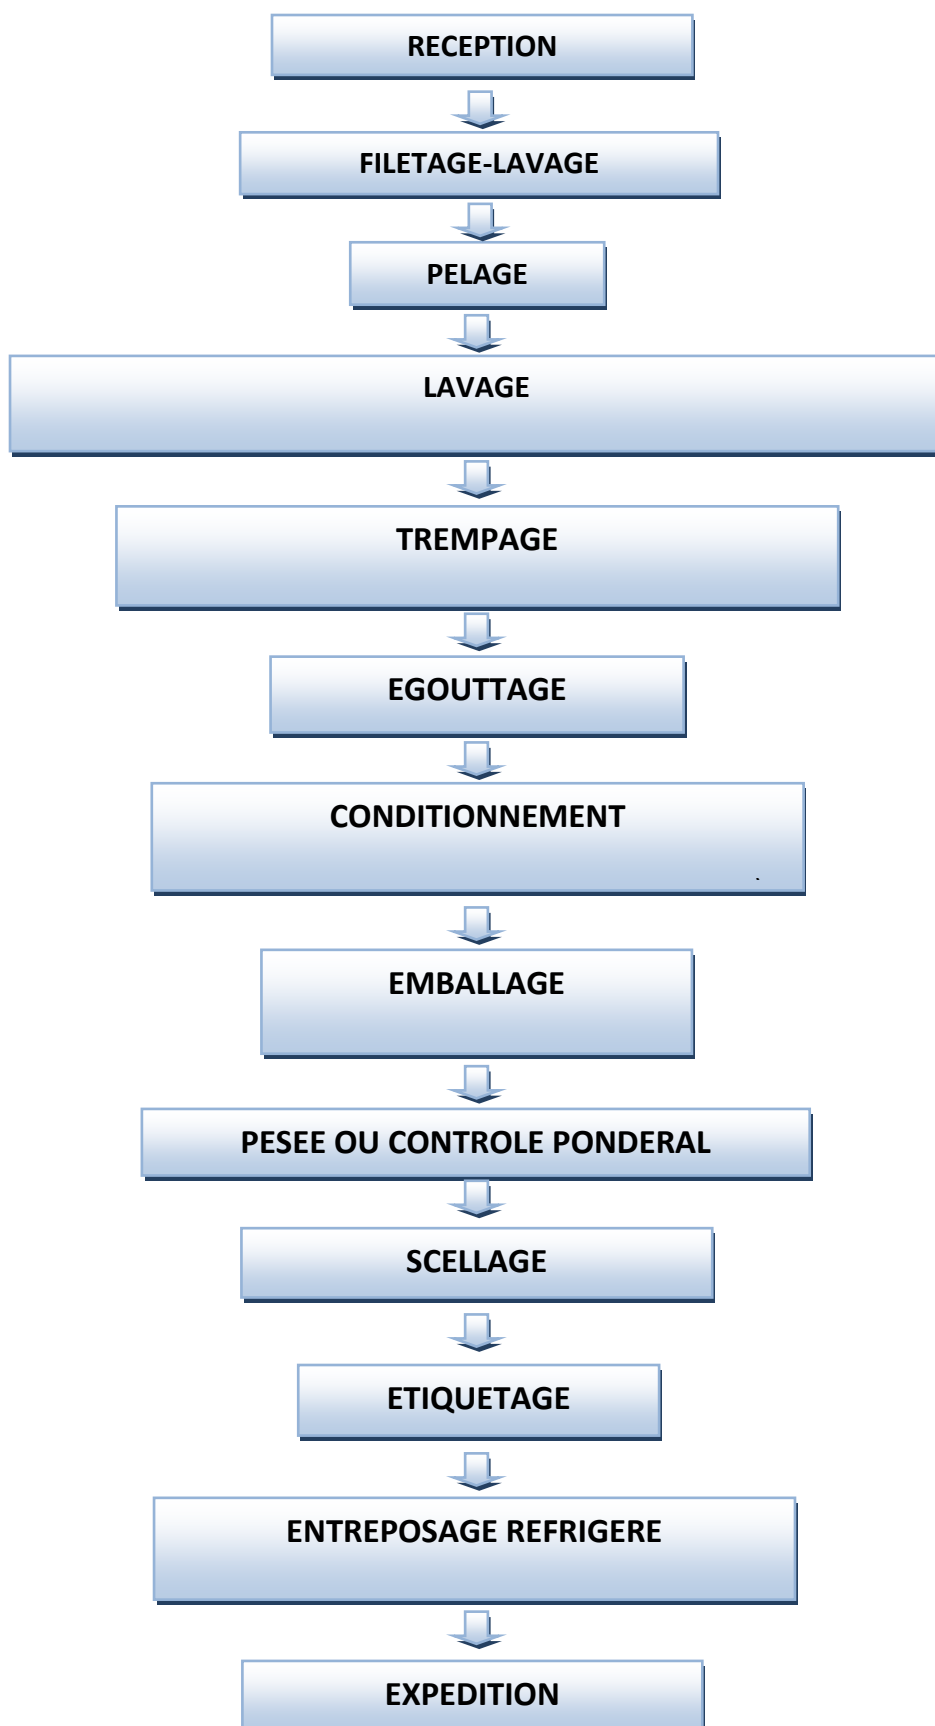 RECEPTION
FILETAGE-LAVAGE
PELAGE
LAVAGE
TREMPAGE
EGOUTTAGE
CONDITIONNEMENT
.
EMBALLAGE
PESEE OU CONTROLE PONDERAL
SCELLAGE
ETIQUETAGE
ENTREPOSAGE REFRIGERE
EXPEDITION